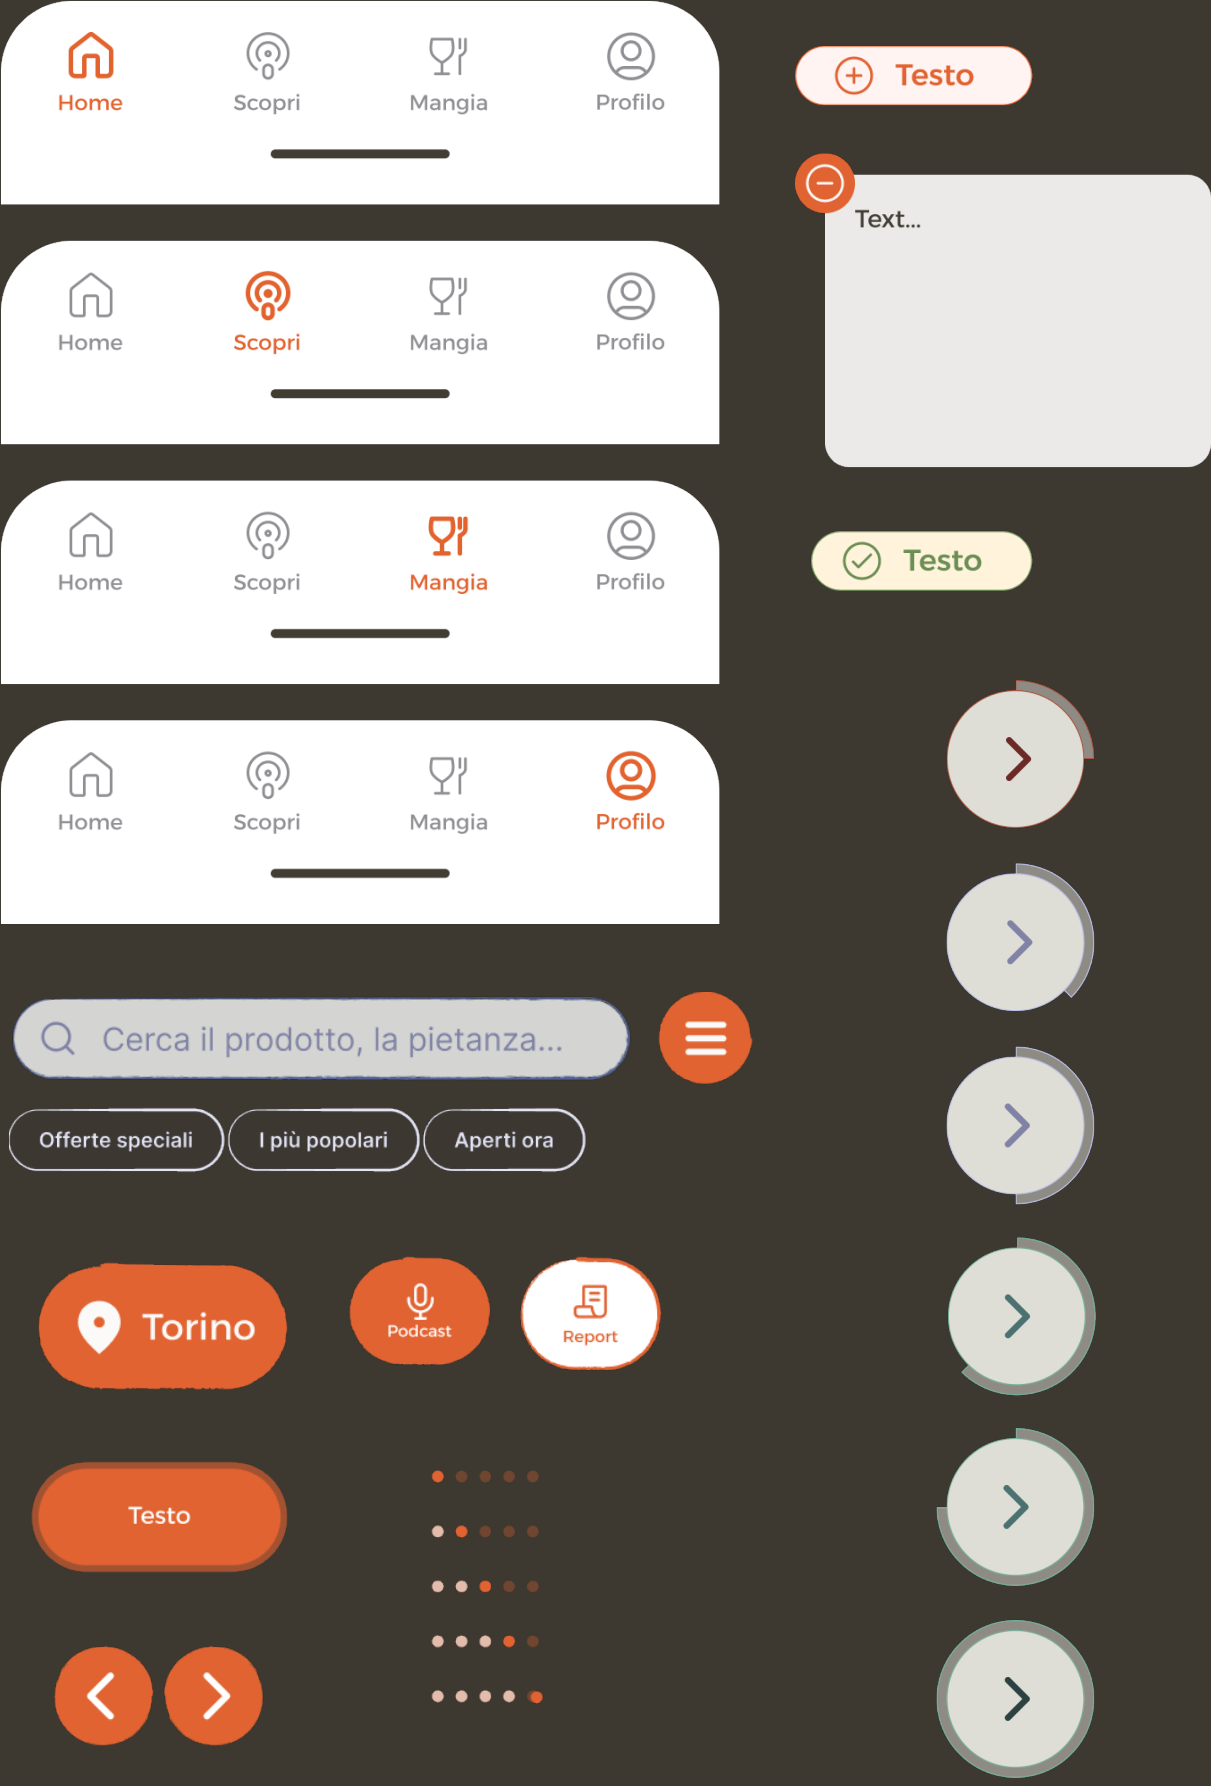 Home Scopri Mangia Profilo
Testo
Text...
Home Scopri Mangia Profilo
Home Scopri Mangia Profilo
Testo
Home Scopri Mangia Profilo
Cerca il prodotto, la pietanza...
Offerte speciali
I più popolari
Aperti ora
Torino
Podcast
Report
Testo